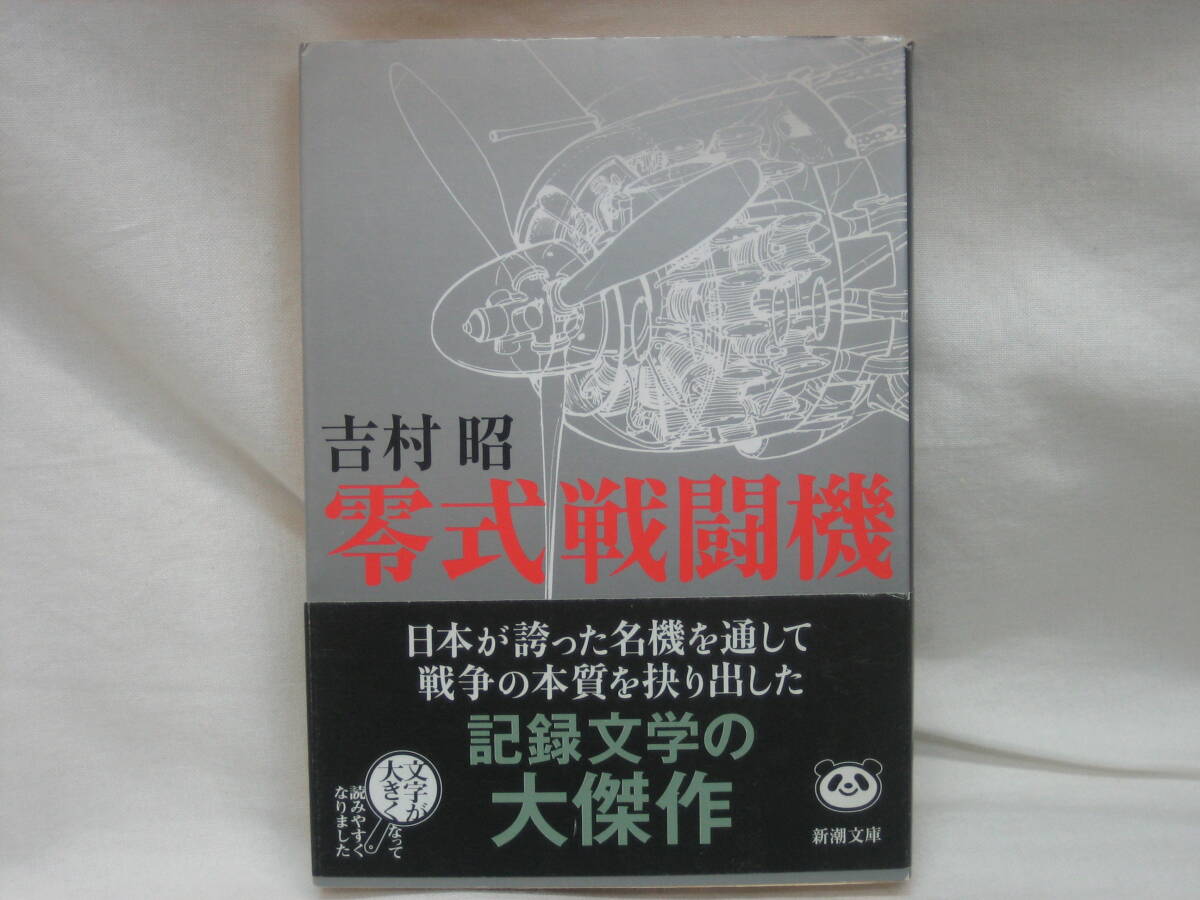 吉村 昭
零式戦闘機
日本が誇った名機を通して
戦争の本質を抉り出した
記録文学の
大傑作
文字が
大きく
なって
読みやすく
なりました
新潮文庫